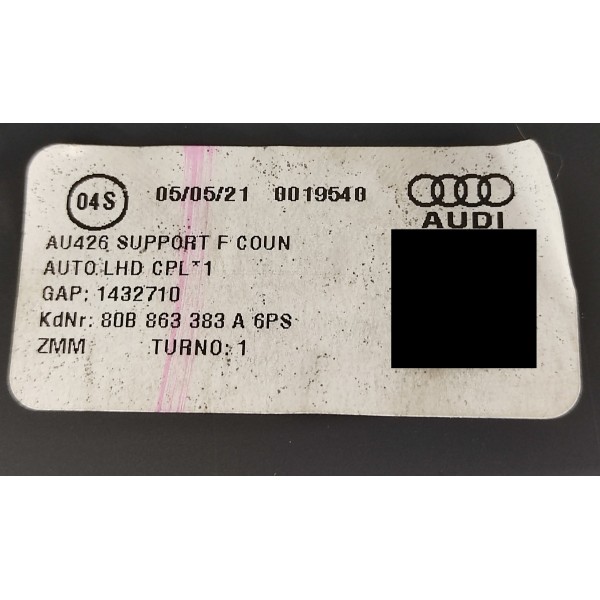 04S 05/05/21 0019540
AUDI
AU426 SUPPORT F COUN
AUTO LHD CPL*1
GAP: 1432710
KdNr: 80B 863 383 A 6PS
ZMM TURNO: 1